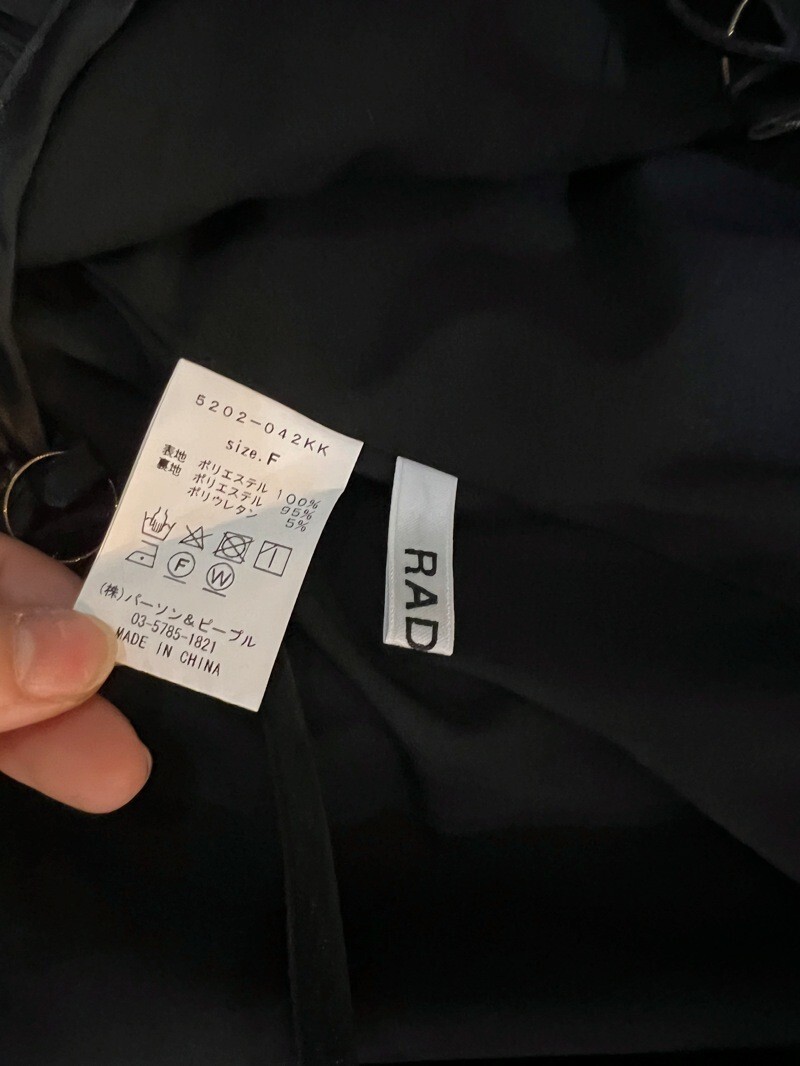 5202-042KK
size.F
表地 ポリエステル 100%
裏地 ポリエステル 95%
ポリウレタン 5%
F
W
(株)パーソン&ピープル
03-5785-1821
MADE IN CHINA
RAD